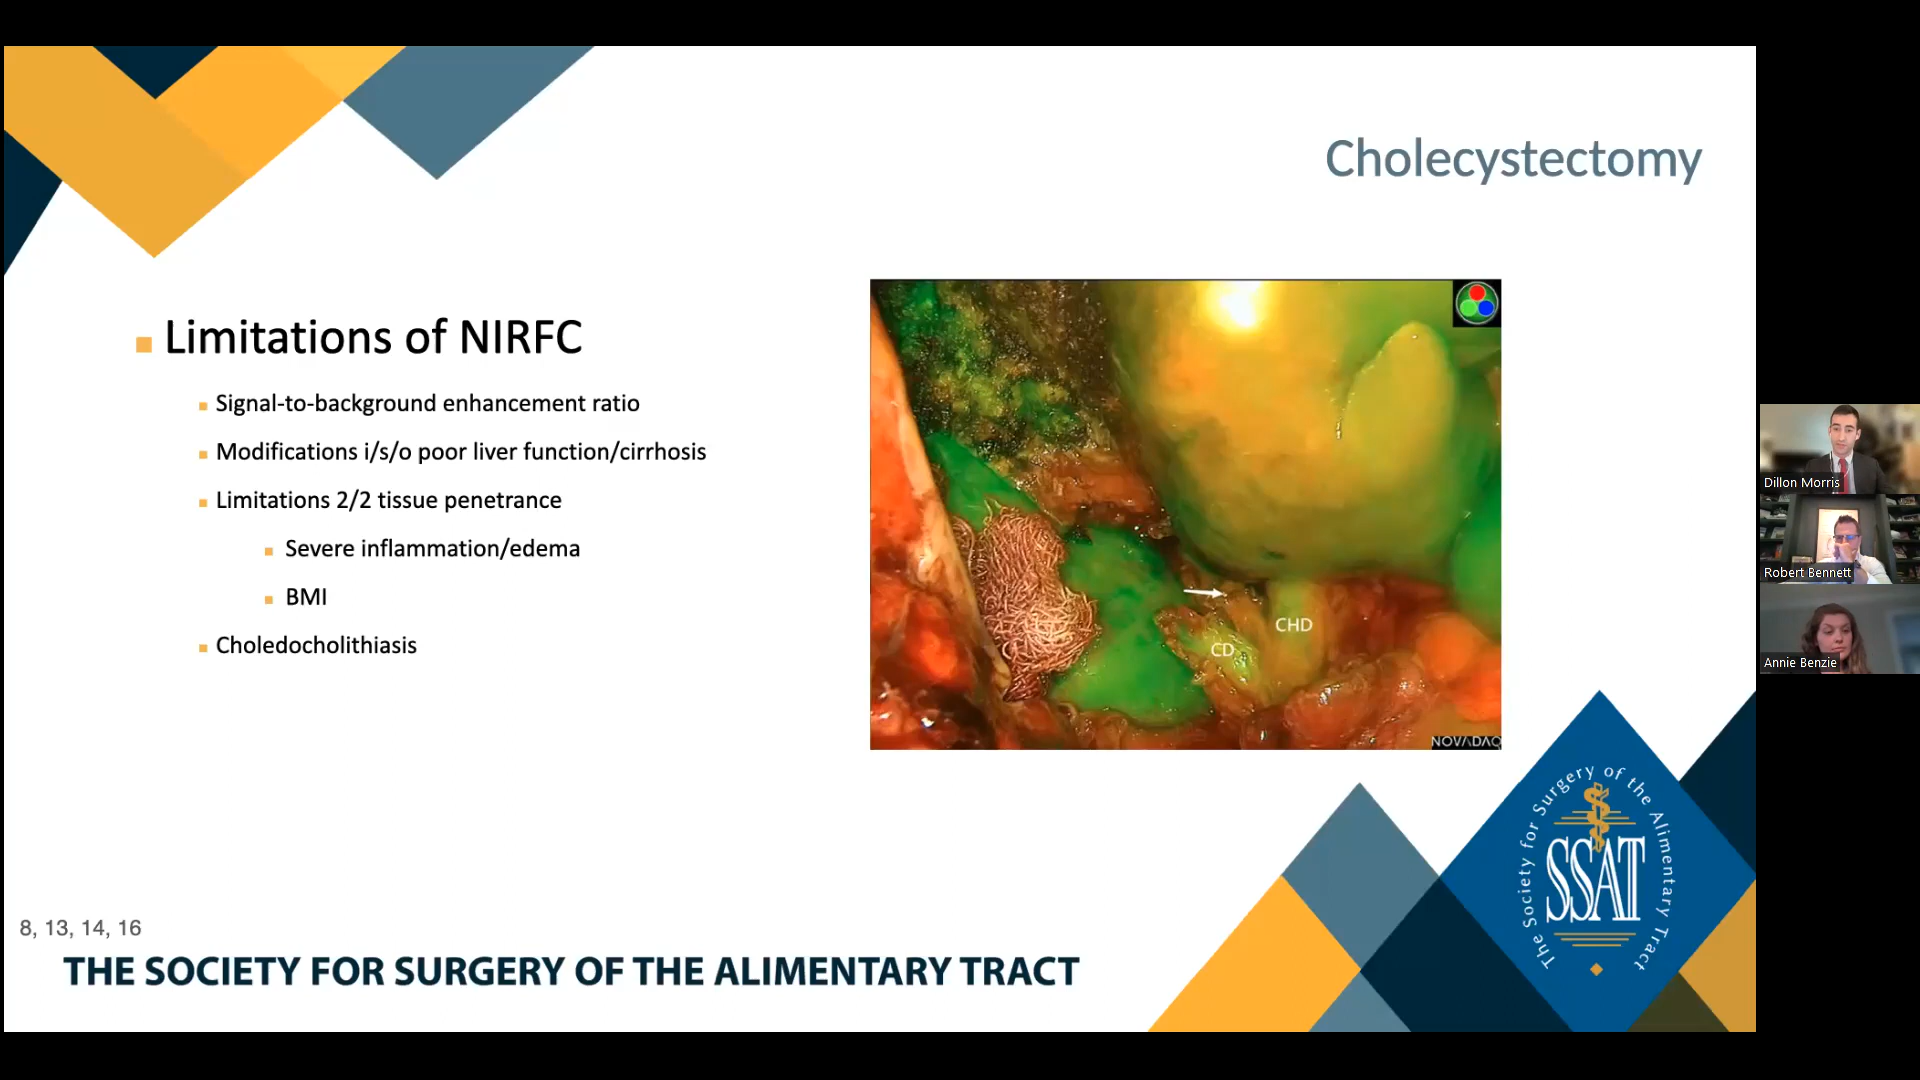 Cholecystectomy
Limitations of NIRFC
Signal-to-background enhancement ratio
Modifications i/s/o poor liver function/cirrhosis
Limitations 2/2 tissue penetrance
Severe inflammation/edema
BMI
Choledocholithiasis
CHD
CD
NOVADAQ
Dillon Morris
Robert Bennett
Annie Benzie
The Society for Surgery of the Alimentary Tract
SSAT
8, 13, 14, 16
THE SOCIETY FOR SURGERY OF THE ALIMENTARY TRACT